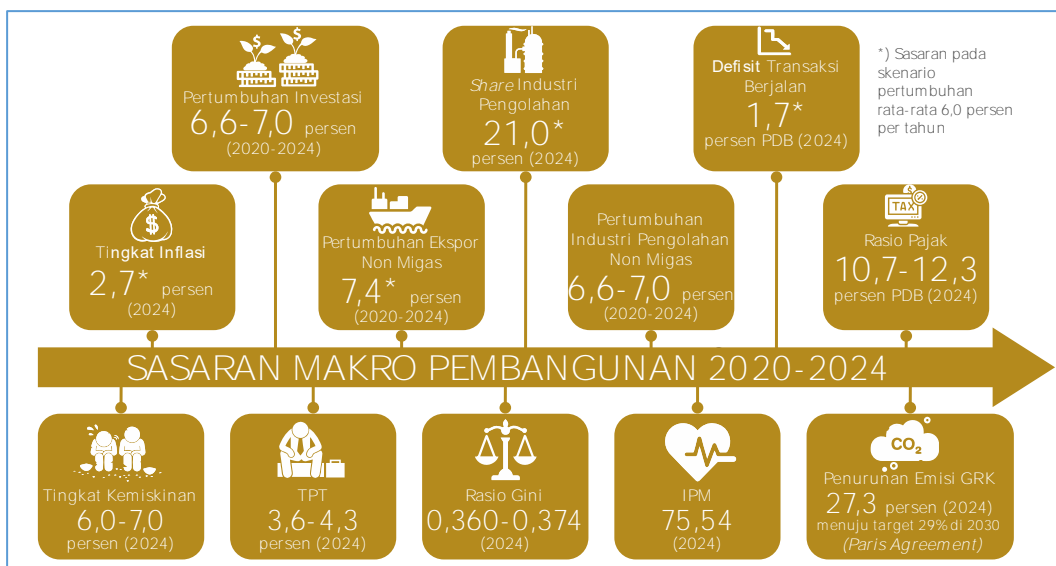 Pertumbuhan Investasi
6,6-7,0 persen
(2020-2024)
Share Industri
Pengolahan
21,0*
persen (2024)
Defisit Transaksi
Berjalan
1,7*
persen PDB (2024)
*) Sasaran pada
skenario
pertumbuhan
rata-rata 6,0 persen
per tahun
Tingkat Inflasi
2,7* persen
(2024)
Pertumbuhan Ekspor
Non Migas
7,4* persen
(2020-2024)
Pertumbuhan
Industri Pengolahan
Non Migas
6,6-7,0 persen
(2020-2024)
TAX
Rasio Pajak
10,7-12,3
persen PDB (2024)
SASARAN MAKRO PEMBANGUNAN 2020-2024
Tingkat Kemiskinan
6,0-7,0
persen (2024)
TPT
3,6-4,3
persen (2024)
Rasio Gini
0,360-0,374
(2024)
IPM
75,54
(2024)
CO₂
Penurunan Emisi GRK
27,3 persen (2024)
menuju target 29% di 2030
(Paris Agreement)